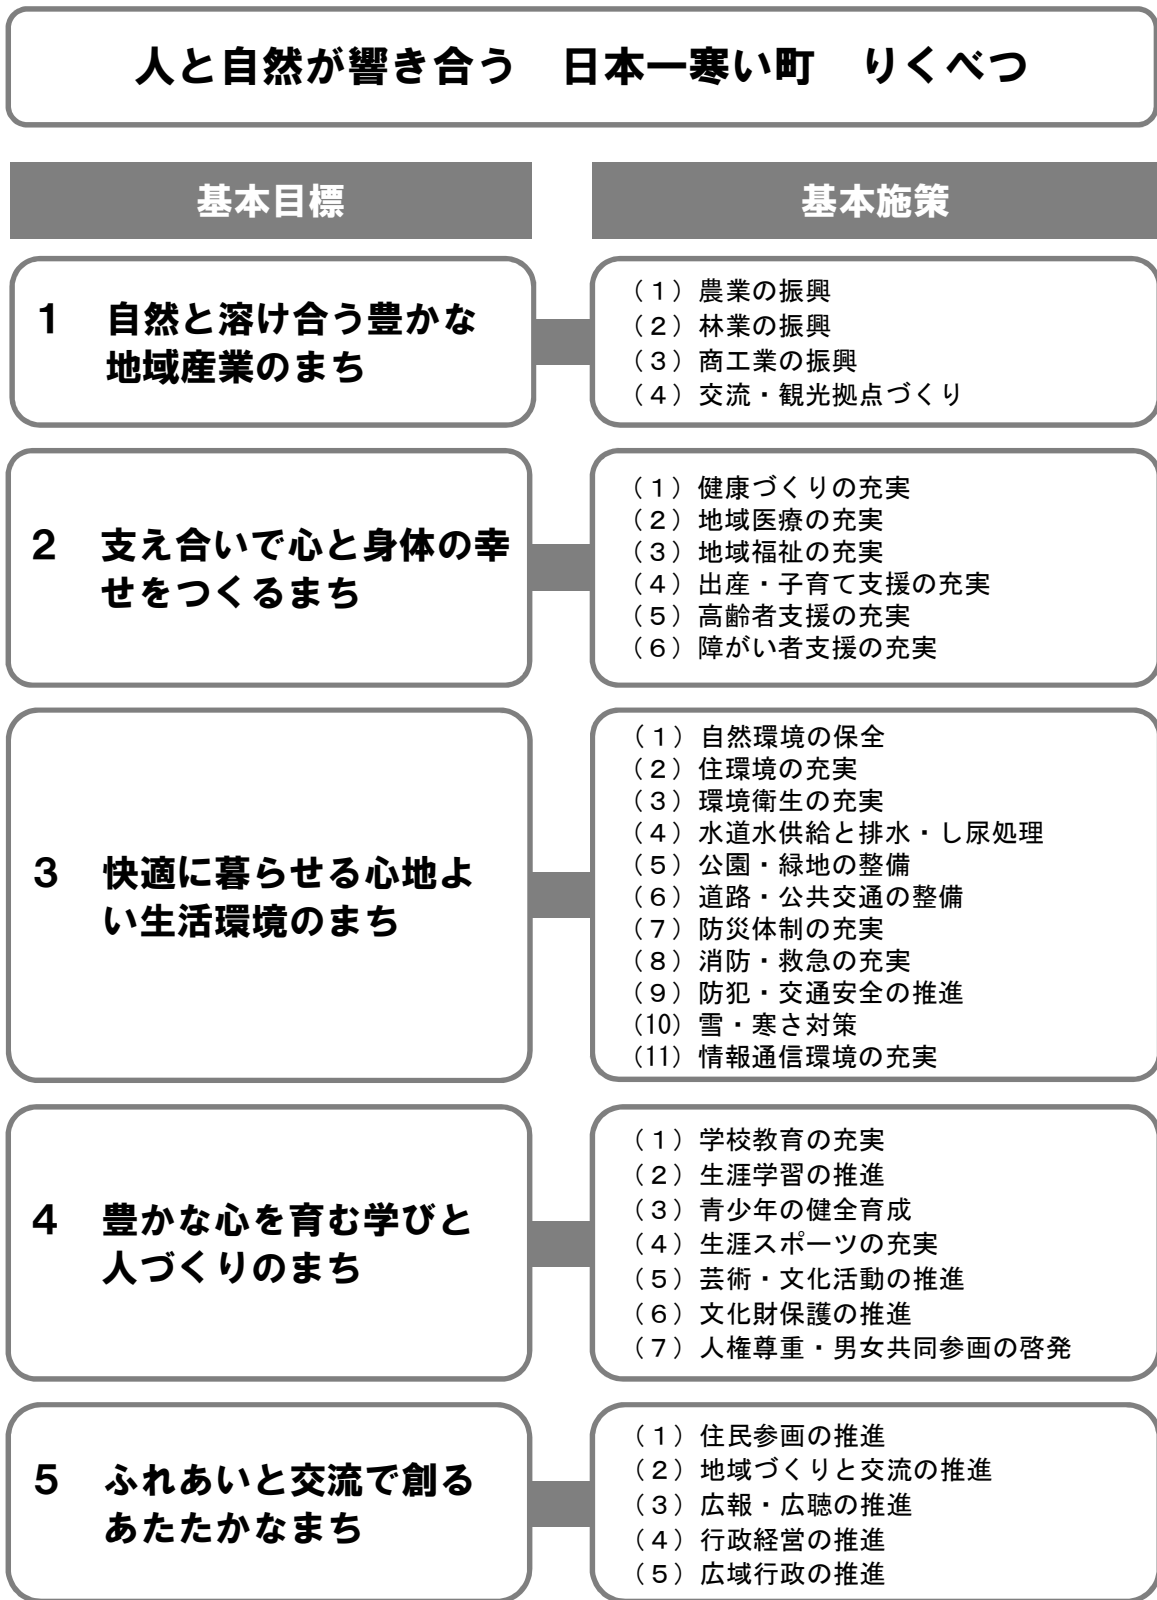 人と自然が響き合う　日本一寒い町　りくべつ
基本目標
基本施策
１　自然と溶け合う豊かな
地域産業のまち
（１）農業の振興
（２）林業の振興
（３）商工業の振興
（４）交流・観光拠点づくり
２　支え合いで心と身体の幸
せをつくるまち
（１）健康づくりの充実
（２）地域医療の充実
（３）地域福祉の充実
（４）出産・子育て支援の充実
（５）高齢者支援の充実
（６）障がい者支援の充実
３　快適に暮らせる心地よ
い生活環境のまち
（１）自然環境の保全
（２）住環境の充実
（３）環境衛生の充実
（４）水道水供給と排水・し尿処理
（５）公園・緑地の整備
（６）道路・公共交通の整備
（７）防災体制の充実
（８）消防・救急の充実
（９）防犯・交通安全の推進
（10）雪・寒さ対策
（11）情報通信環境の充実
４　豊かな心を育む学びと
人づくりのまち
（１）学校教育の充実
（２）生涯学習の推進
（３）青少年の健全育成
（４）生涯スポーツの充実
（５）芸術・文化活動の推進
（６）文化財保護の推進
（７）人権尊重・男女共同参画の啓発
５　ふれあいと交流で創る
あたたかなまち
（１）住民参画の推進
（２）地域づくりと交流の推進
（３）広報・広聴の推進
（４）行政経営の推進
（５）広域行政の推進